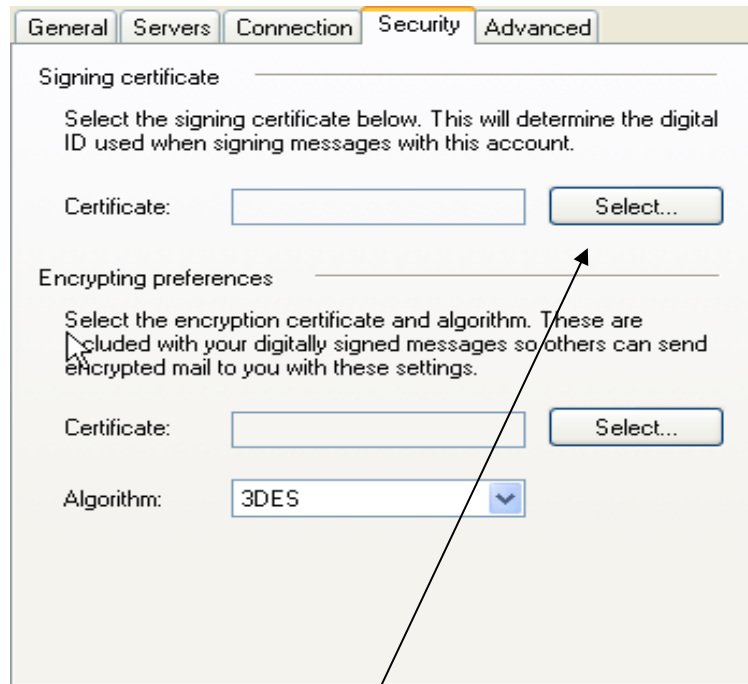 General Servers Connection Security Advanced
Signing certificate
Select the signing certificate below. This will determine the digital
ID used when signing messages with this account.
Certificate: Select...
Encrypting preferences
Select the encryption certificate and algorithm. These are
included with your digitally signed messages so others can send
encrypted mail to you with these settings.
Certificate: Select...
Algorithm: 3DES